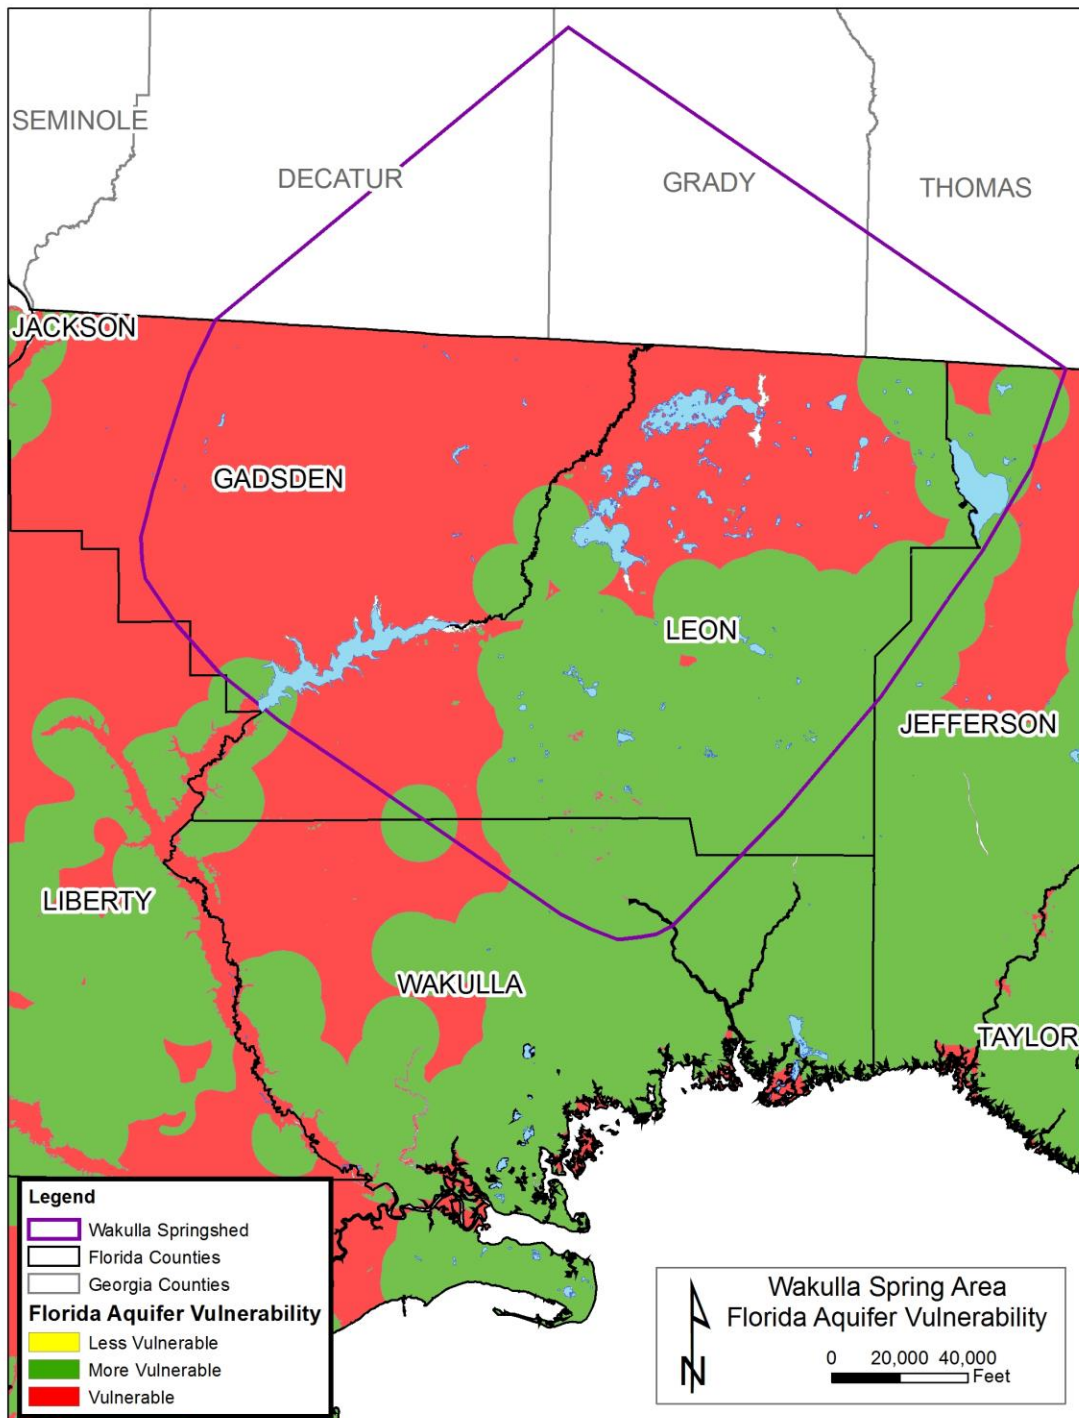 SEMINOLE
DECATUR
GRADY
THOMAS
JACKSON
GADSDEN
LEON
JEFFERSON
LIBERTY
WAKULLA
TAYLOR
Legend
Wakulla Springshed
Florida Counties
Georgia Counties
Florida Aquifer Vulnerability
Less Vulnerable
More Vulnerable
Vulnerable
Wakulla Spring Area
Florida Aquifer Vulnerability
N
0 20,000 40,000
Feet